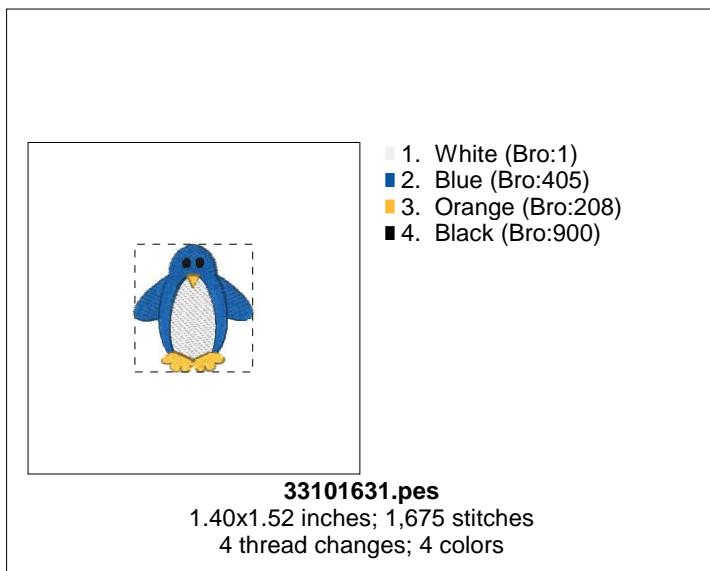 1. White (Bro:1)
2. Blue (Bro:405)
3. Orange (Bro:208)
4. Black (Bro:900)
33101631.pes
1.40x1.52 inches; 1,675 stitches
4 thread changes; 4 colors